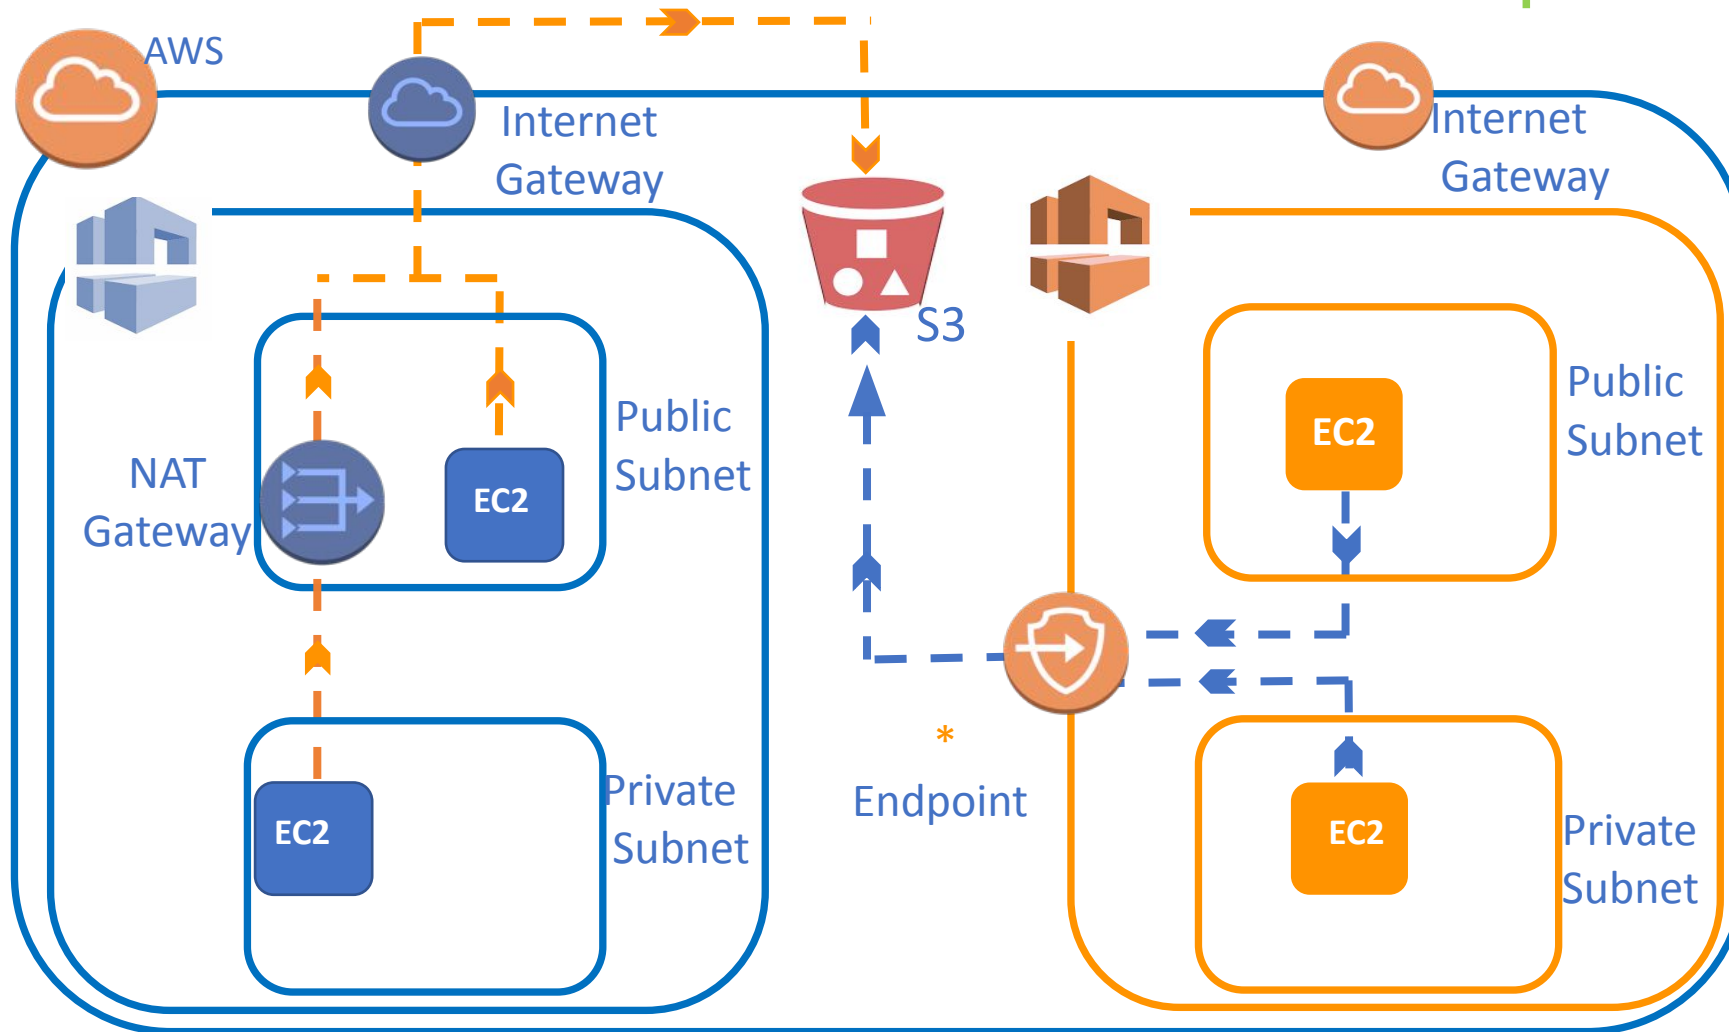 AWS
Internet
Gateway
Internet
Gateway
S3
Public
Subnet
EC2
NAT
Gateway
Private
Subnet
EC2
Public
Subnet
EC2
*
Endpoint
Private
Subnet
EC2